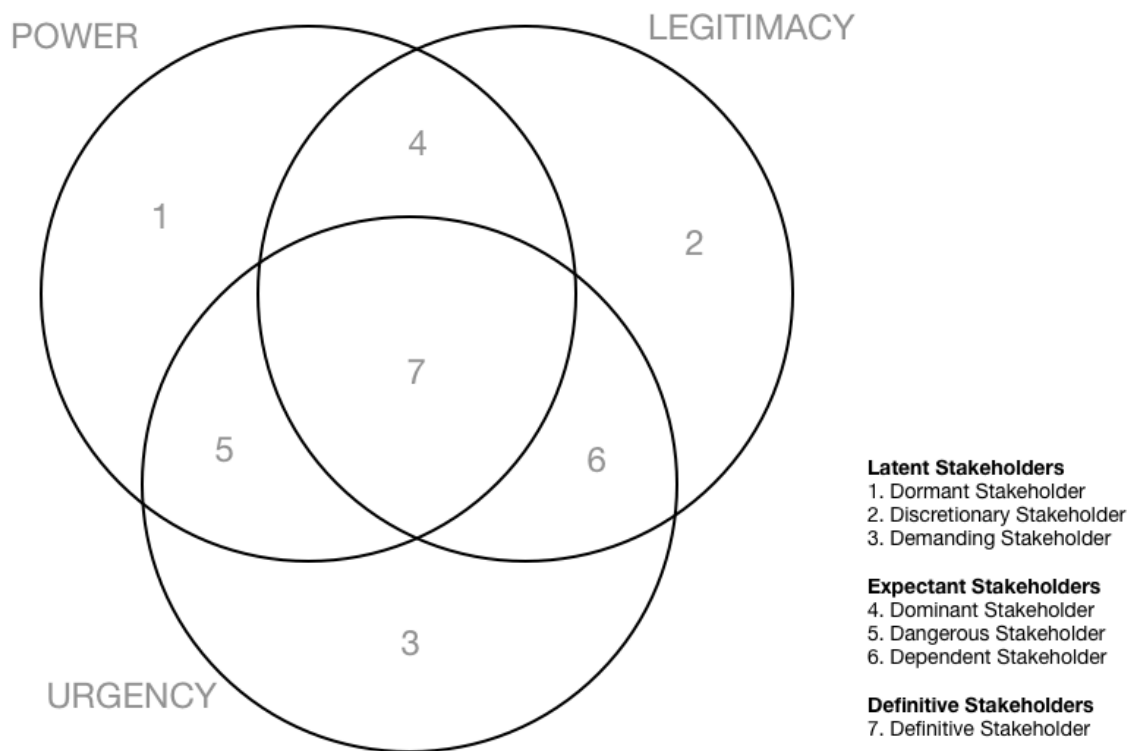 POWER
LEGITIMACY
4
1
2
7
5
6
3
URGENCY
Latent Stakeholders
1. Dormant Stakeholder
2. Discretionary Stakeholder
3. Demanding Stakeholder
Expectant Stakeholders
4. Dominant Stakeholder
5. Dangerous Stakeholder
6. Dependent Stakeholder
Definitive Stakeholders
7. Definitive Stakeholder